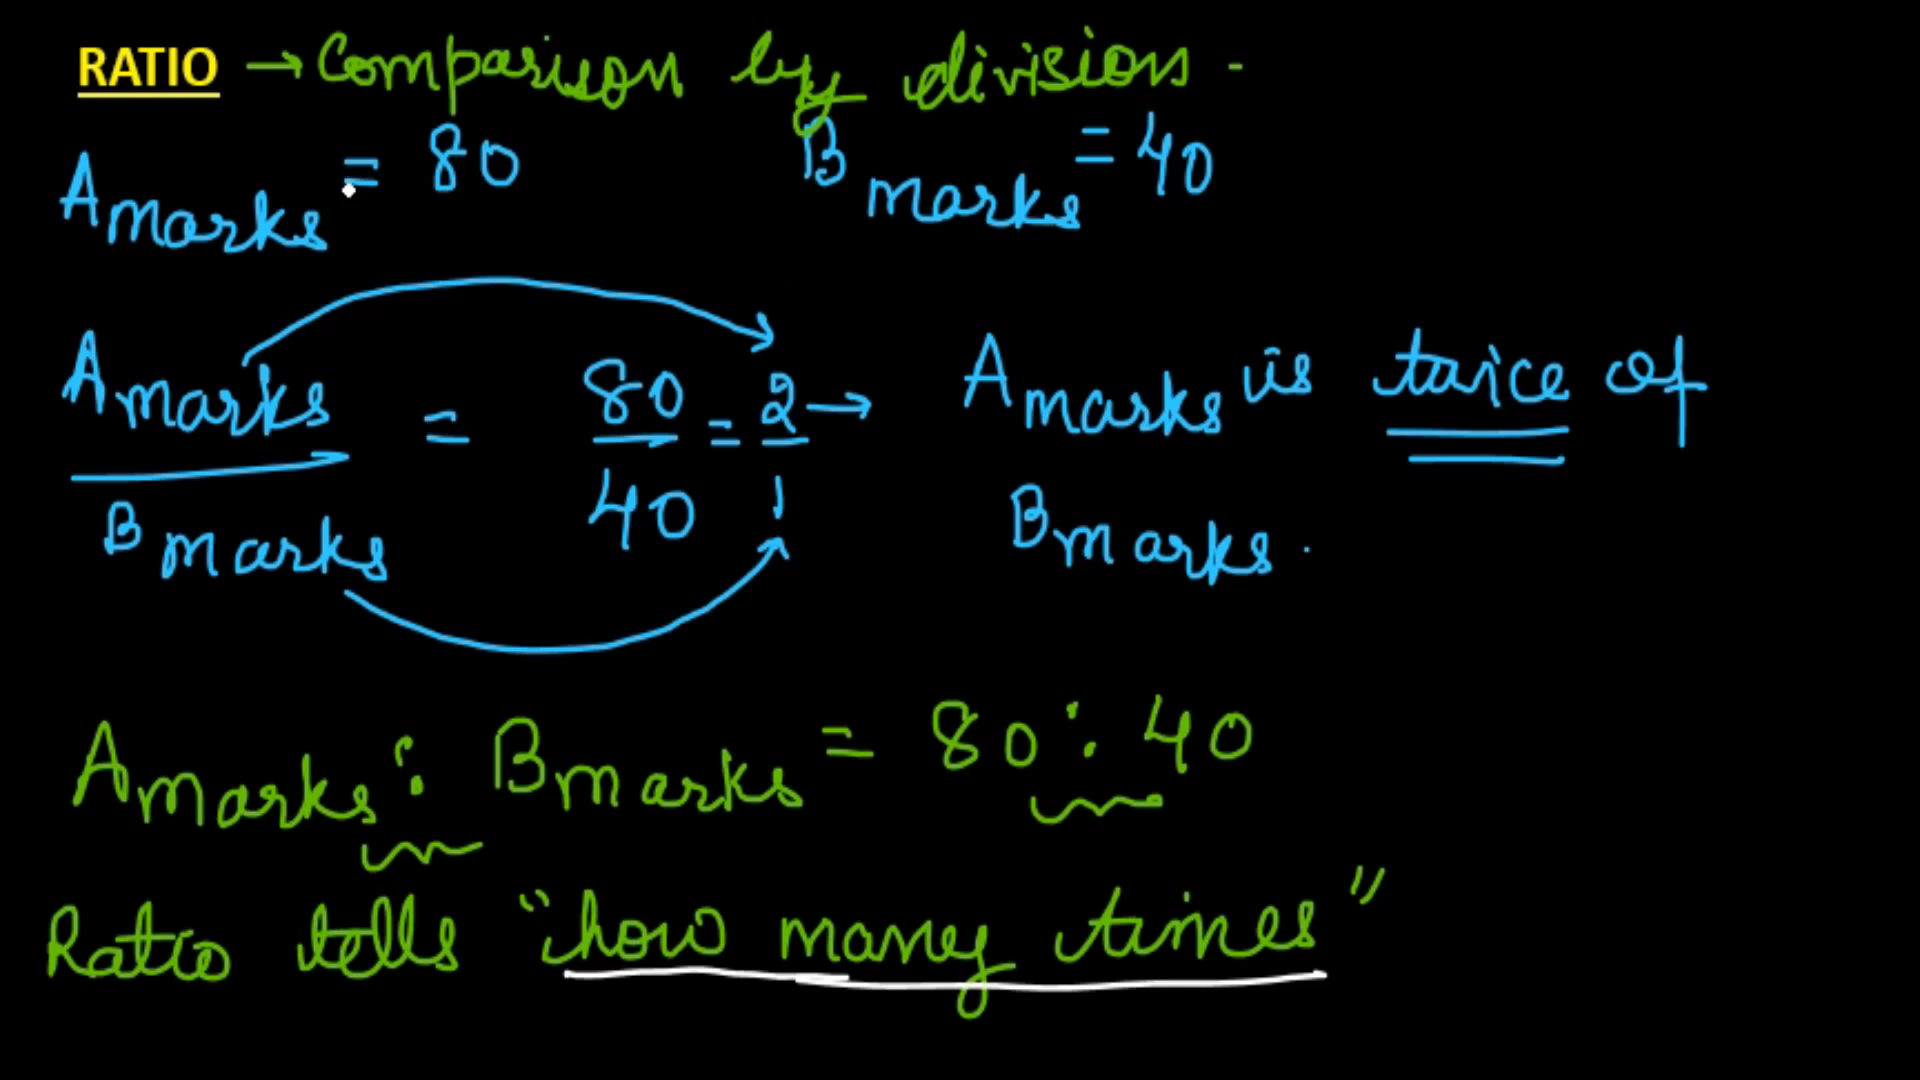 RATIO → Comparison by division -
A marks = 80 B marks = 40
A marks / B marks = 80/40 = 2/1 → A marks is twice of
B marks.
A marks : B marks = 80 : 40
Ratio tells "how many times"